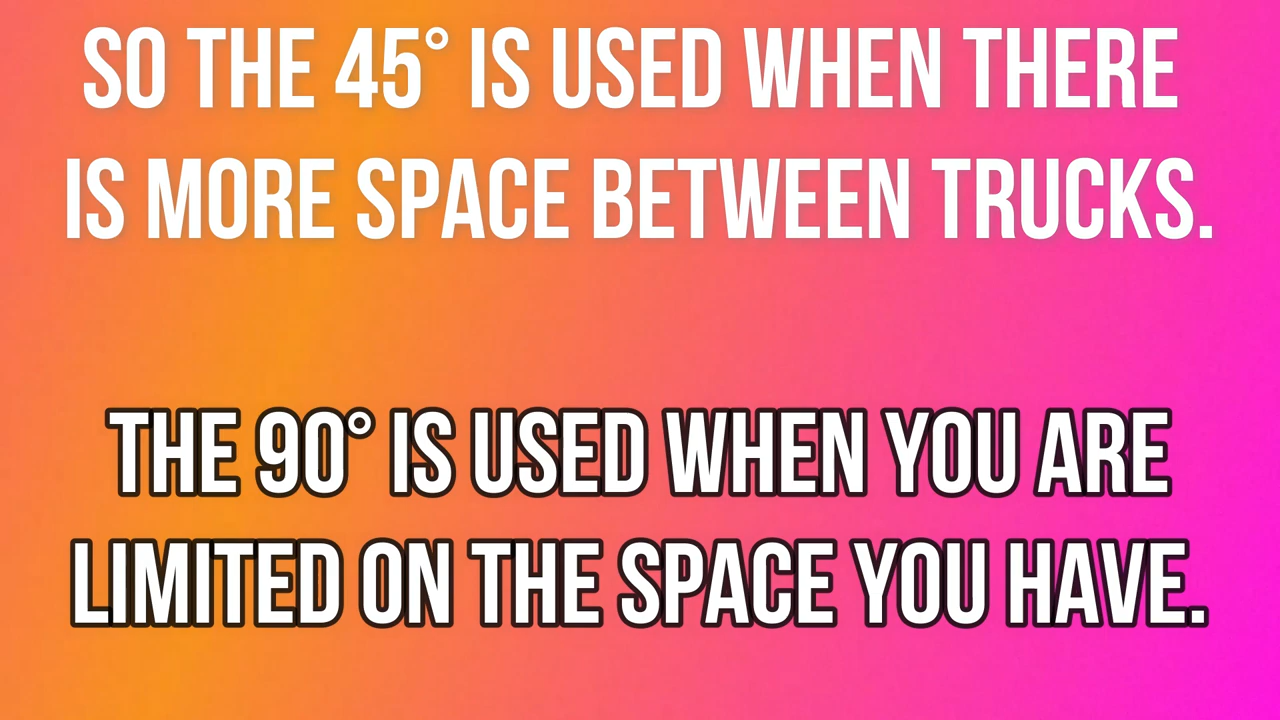 SO THE 45° IS USED WHEN THERE
IS MORE SPACE BETWEEN TRUCKS.
THE 90° IS USED WHEN YOU ARE
LIMITED ON THE SPACE YOU HAVE.